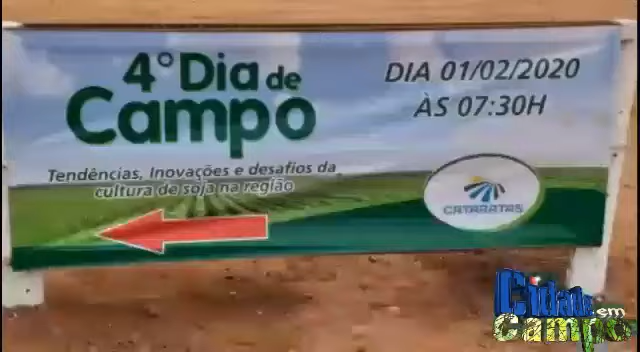 4° Dia de
Campo
DIA 01/02/2020
ÀS 07:30H
Tendências, Inovações e desafios da
cultura de soja na região
CATARATAS
Cidade em
Campo